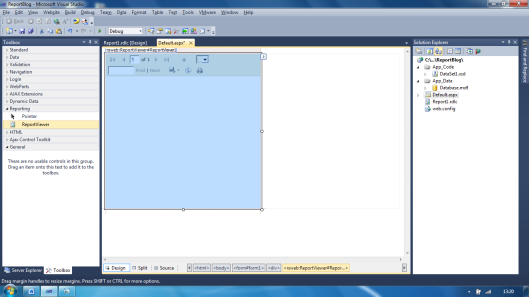 ReportBlog - Microsoft Visual Studio
File Edit View Website Build Debug Team Data Format Table Test Tools VMware Window Help
Debug
Toolbox
Standard
Data
Validation
Navigation
Login
WebParts
AJAX Extensions
Dynamic Data
Reporting
Pointer
ReportViewer
HTML
Ajax Control Toolkit
General
There are no usable controls in this group. Drag an item onto this text to add it to the toolbox.
Server Explorer Toolbox
Report1.rdlc [Design] Default.aspx*
rsweb:ReportViewer#ReportViewer1
1 of 1
Find | Next
Design Split Source <html> <body> <form#form1> <div> <rsweb:ReportViewer#Repor...>
Solution Explorer
C:\...\ReportBlog\
App_Code
DataSet1.xsd
App_Data
Database.mdf
Default.aspx
Report1.rdlc
web.config
Find and Replace
Drag margin handles to resize margins. Press SHIFT or CTRL for more options.
13:20